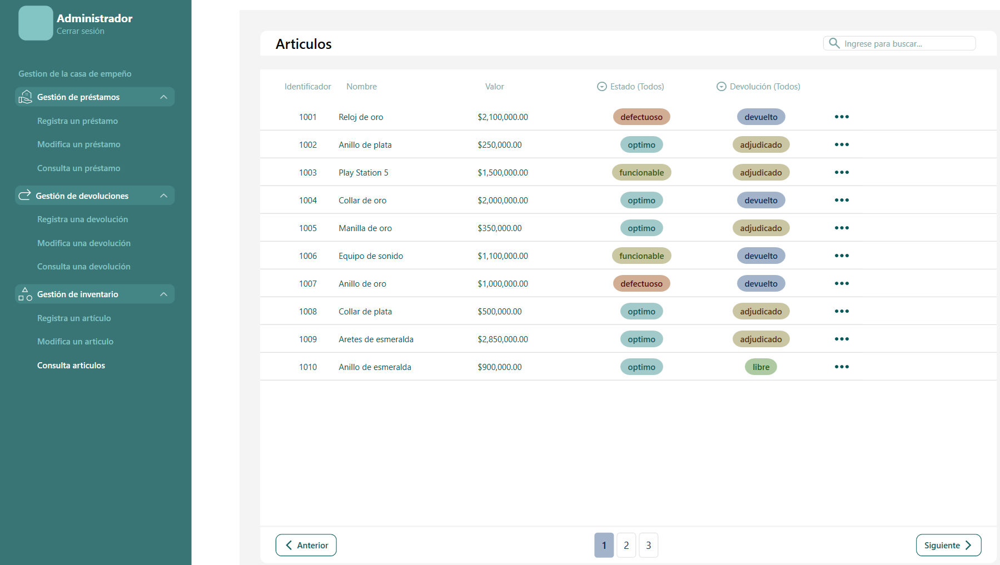 Administrador
Cerrar sesión
Gestion de la casa de empeño
Gestión de préstamos
Registra un préstamo
Modifica un préstamo
Consulta un préstamo
Gestión de devoluciones
Registra una devolución
Modifica una devolución
Consulta una devolución
Gestión de inventario
Registra un artículo
Modifica un articulo
Consulta articulos
Articulos
Ingrese para buscar...
Identificador Nombre Valor Estado (Todos) Devolución (Todos)
1001 Reloj de oro $2,100,000.00 defectuoso devuelto
1002 Anillo de plata $250,000.00 optimo adjudicado
1003 Play Station 5 $1,500,000.00 funcionable adjudicado
1004 Collar de oro $2,000,000.00 optimo devuelto
1005 Manilla de oro $350,000.00 optimo adjudicado
1006 Equipo de sonido $1,100,000.00 funcionable devuelto
1007 Anillo de oro $1,000,000.00 defectuoso devuelto
1008 Collar de plata $500,000.00 optimo adjudicado
1009 Aretes de esmeralda $2,850,000.00 optimo adjudicado
1010 Anillo de esmeralda $900,000.00 optimo libre
Anterior 1 2 3 Siguiente